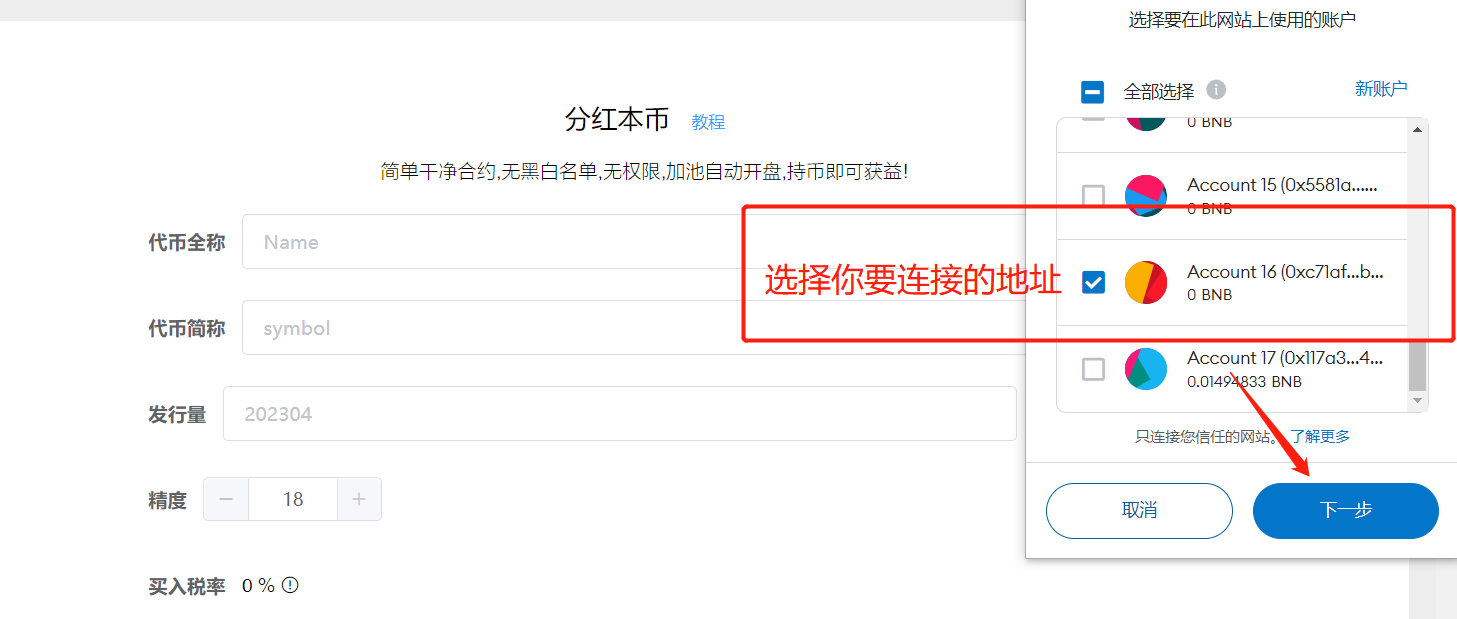 选择要在此网站上使用的账户
全部选择
新账户
0 BNB
Account 15 (0x5581a......
0 BNB
Account 16 (0xc71af...b...
0 BNB
Account 17 (0x117a3...4...
0.01494833 BNB
只连接您信任的网站。了解更多
取消
下一步
选择你要连接的地址
分红本币 教程
简单干净合约,无黑白名单,无权限,加池自动开盘,持币即可获益!
代币全称 Name
代币简称 symbol
发行量 202304
精度 − 18 +
买入税率 0 %